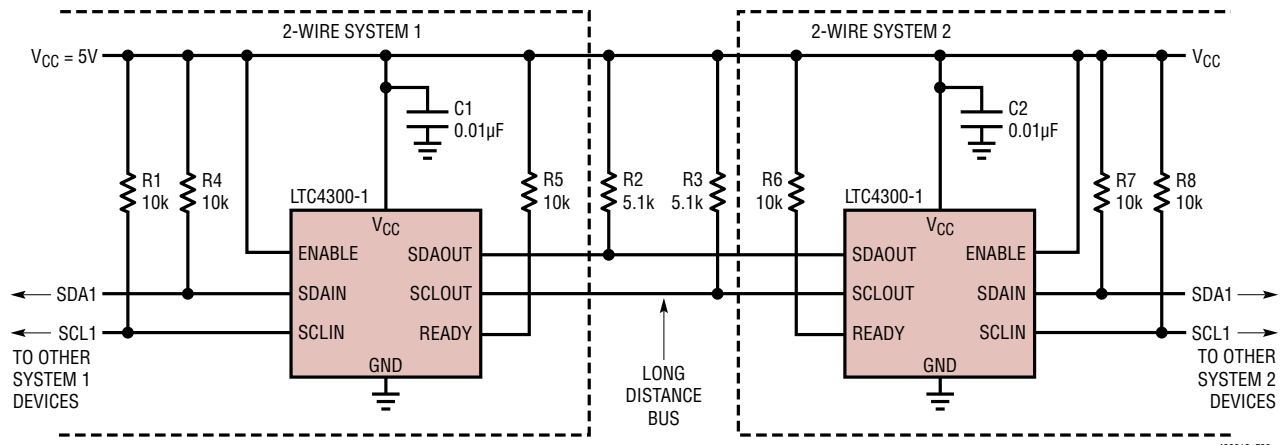 2-WIRE SYSTEM 1
2-WIRE SYSTEM 2
VCC = 5V
VCC
C1
0.01µF
C2
0.01µF
R1
10k
R4
10k
R5
10k
R2
5.1k
R3
5.1k
R6
10k
R7
10k
R8
10k
LTC4300-1
VCC
ENABLE
SDAOUT
SDAIN
SCLOUT
SCLIN
READY
GND
LTC4300-1
VCC
SDAOUT
ENABLE
SCLOUT
SDAIN
READY
SCLIN
GND
SDA1
SCL1
TO OTHER
SYSTEM 1
DEVICES
LONG
DISTANCE
BUS
SDA1
SCL1
TO OTHER
SYSTEM 2
DEVICES